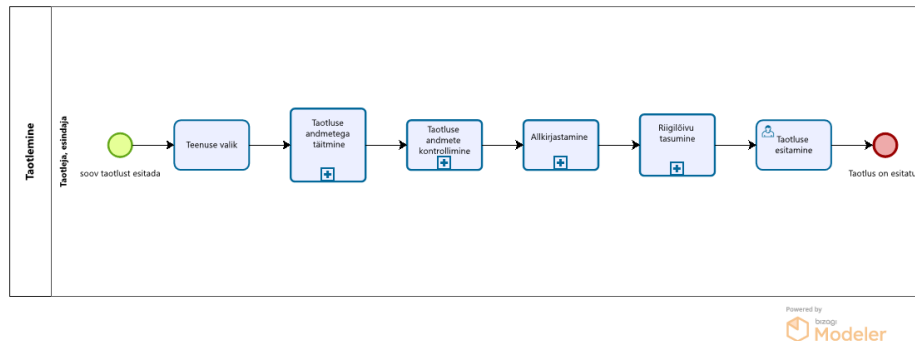 Taotlemine
Taotleja, esindaja
soov taotlust esitada
Teenuse valik
Taotluse
andmetega
täitmine
Taotluse
andmete
kontrollimine
Allkirjastamine
Riigilõivu
tasumine
Taotluse
esitamine
Taotlus on esitatu
Powered by
bizagi
Modeler